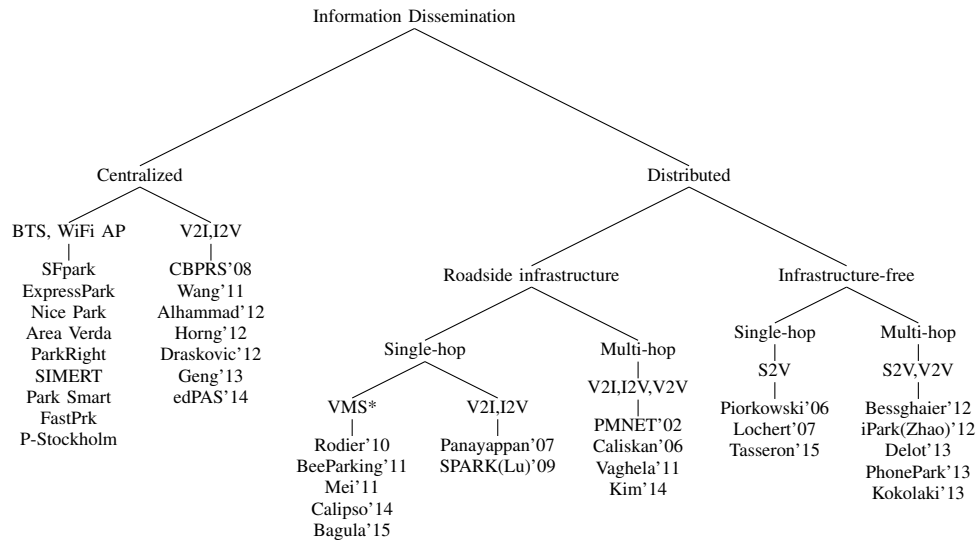 Information Dissemination
Centralized
Distributed
BTS, WiFi AP
SFpark
ExpressPark
Nice Park
Area Verda
ParkRight
SIMERT
Park Smart
FastPrk
P-Stockholm
V2I,I2V
CBPRS'08
Wang'11
Alhammad'12
Horng'12
Draskovic'12
Geng'13
edPAS'14
Roadside infrastructure
Infrastructure-free
Single-hop
VMS*
Rodier'10
BeeParking'11
Mei'11
Calipso'14
Bagula'15
V2I,I2V
Panayappan'07
SPARK(Lu)'09
Multi-hop
V2I,I2V,V2V
PMNET'02
Caliskan'06
Vaghela'11
Kim'14
Single-hop
S2V
Piorkowski'06
Lochert'07
Tasseron'15
Multi-hop
S2V,V2V
Bessghaier'12
iPark(Zhao)'12
Delot'13
PhonePark'13
Kokolaki'13